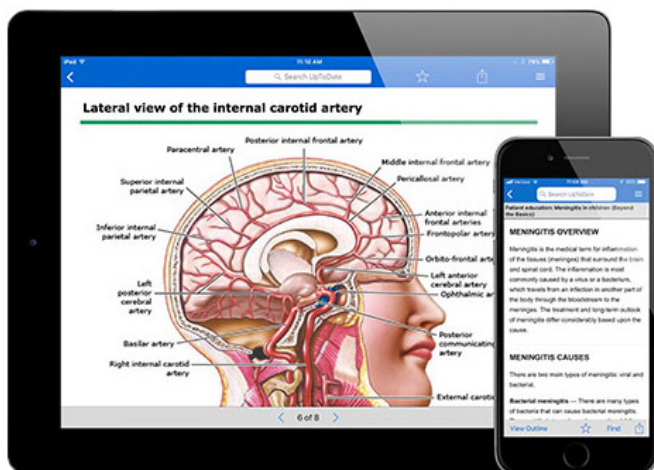 iPad
11:10 AM
76%
Search UpToDate
Lateral view of the internal carotid artery
Posterior internal frontal artery
Paracentral artery
Middle internal frontal artery
Pericallosal artery
Superior internal
parietal artery
Anterior internal
frontal arteries
Inferior internal
parietal artery
Frontopolar artery
Orbito-frontal arte
Left
posterior
cerebral
artery
Left anterior
cerebral artery
Ophthalmic ar
Basilar artery
Posterior
communicating
artery
Right internal carotid
artery
External carotid
6 of 8
Search UpToDate
Patient education: Meningitis in children (Beyond
the Basics)
MENINGITIS OVERVIEW
Meningitis is the medical term for inflammation
of the tissues (meninges) that surround the brain
and spinal cord. The inflammation is most
commonly caused by a virus or a bacterium,
which travels from an infection in another part of
the body through the bloodstream to the
meninges. The treatment and long-term outlook
of meningitis differ considerably based upon the
cause.
MENINGITIS CAUSES
There are two main types of meningitis: viral and
bacterial.
Bacterial meningitis — There are many types
of bacteria that can cause bacterial meningitis.
View Outline
Find